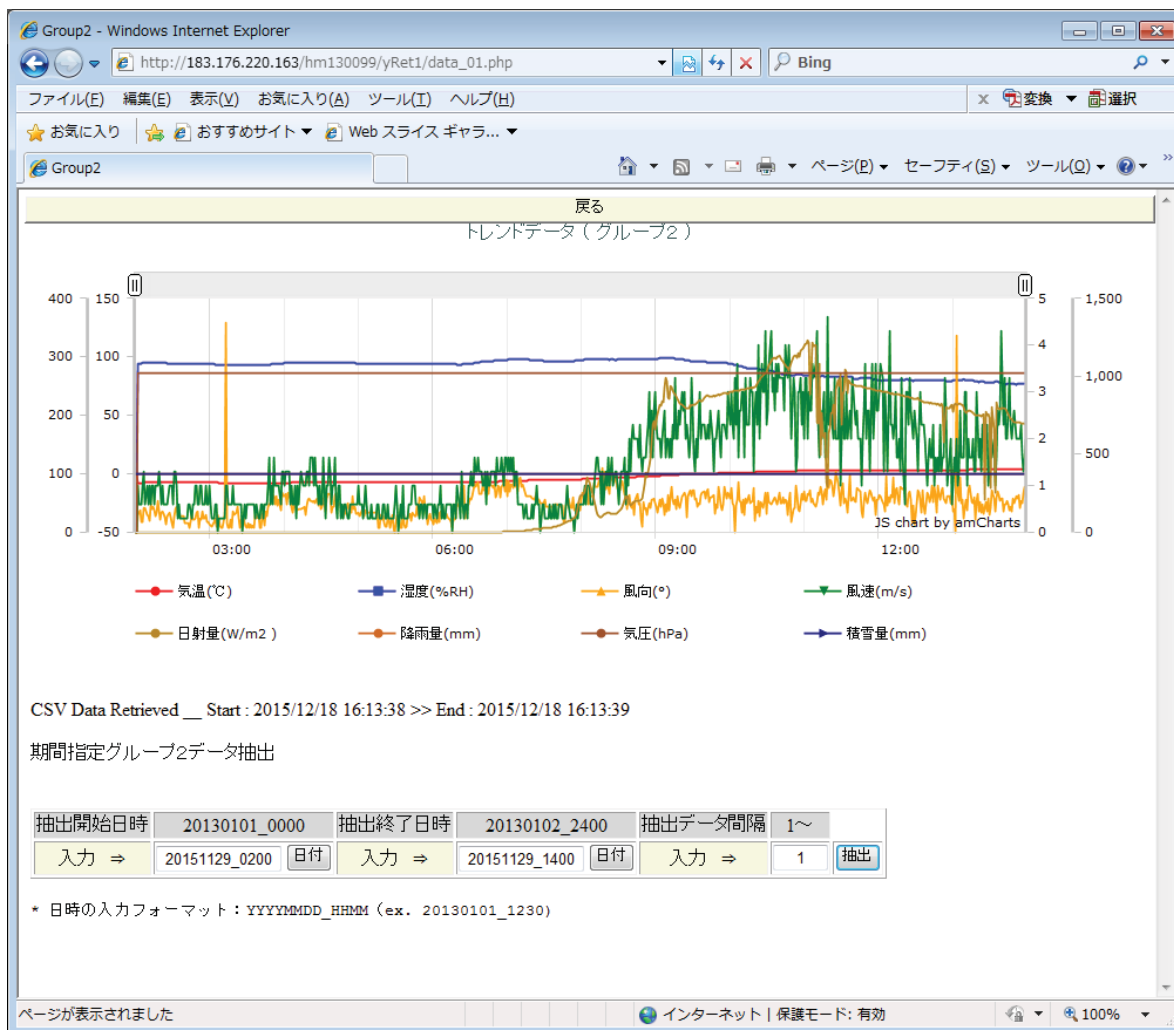 Group2 - Windows Internet Explorer
http://183.176.220.163/hm130099/yRet1/data_01.php
Bing
ファイル(F) 編集(E) 表示(V) お気に入り(A) ツール(T) ヘルプ(H)
x 変換 選択
お気に入り おすすめサイト Web スライス ギャラ...
Group2
ページ(P) セーフティ(S) ツール(O) »
戻る
トレンドデータ ( グループ2 )
400 150 5 1,500
300 100 4 1,000
200 50 3
100 0 2 500
0 -50 1 0
0
JS chart by amCharts
03:00 06:00 09:00 12:00
気温(℃) 湿度(%RH) 風向(°) 風速(m/s)
日射量(W/m2 ) 降雨量(mm) 気圧(hPa) 積雪量(mm)
CSV Data Retrieved __ Start : 2015/12/18 16:13:38 >> End : 2015/12/18 16:13:39
期間指定グループ2データ抽出
抽出開始日時 20130101_0000 抽出終了日時 20130102_2400 抽出データ間隔 1～
入力 ⇒ 20151129_0200 日付 入力 ⇒ 20151129_1400 日付 入力 ⇒ 1 抽出
* 日時の入力フォーマット：YYYYMMDD_HHMM (ex. 20130101_1230)
ページが表示されました
インターネット | 保護モード: 有効
100%